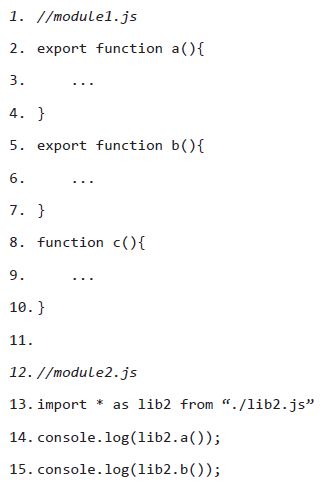 1. //module1.js
2. export function a(){
3. ...
4. }
5. export function b(){
6. ...
7. }
8. function c(){
9. ...
10. }
11.
12. //module2.js
13. import * as lib2 from “./lib2.js”
14. console.log(lib2.a());
15. console.log(lib2.b());